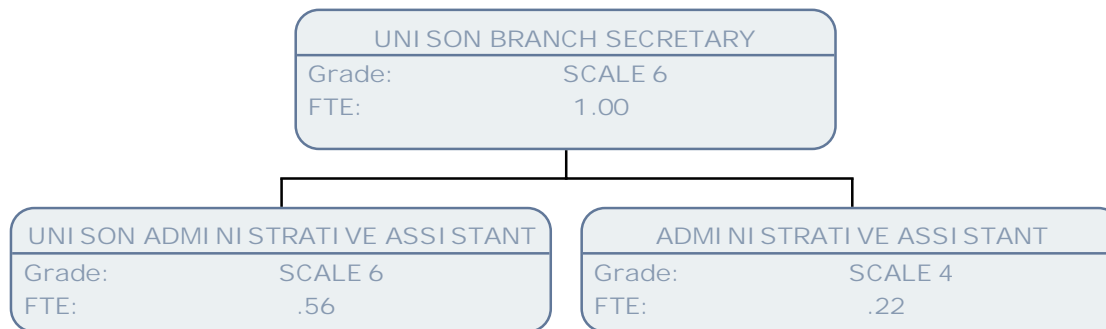 UNISON BRANCH SECRETARY
Grade: SCALE 6
FTE: 1.00
UNISON ADMINISTRATIVE ASSISTANT
Grade: SCALE 6
FTE: .56
ADMINISTRATIVE ASSISTANT
Grade: SCALE 4
FTE: .22